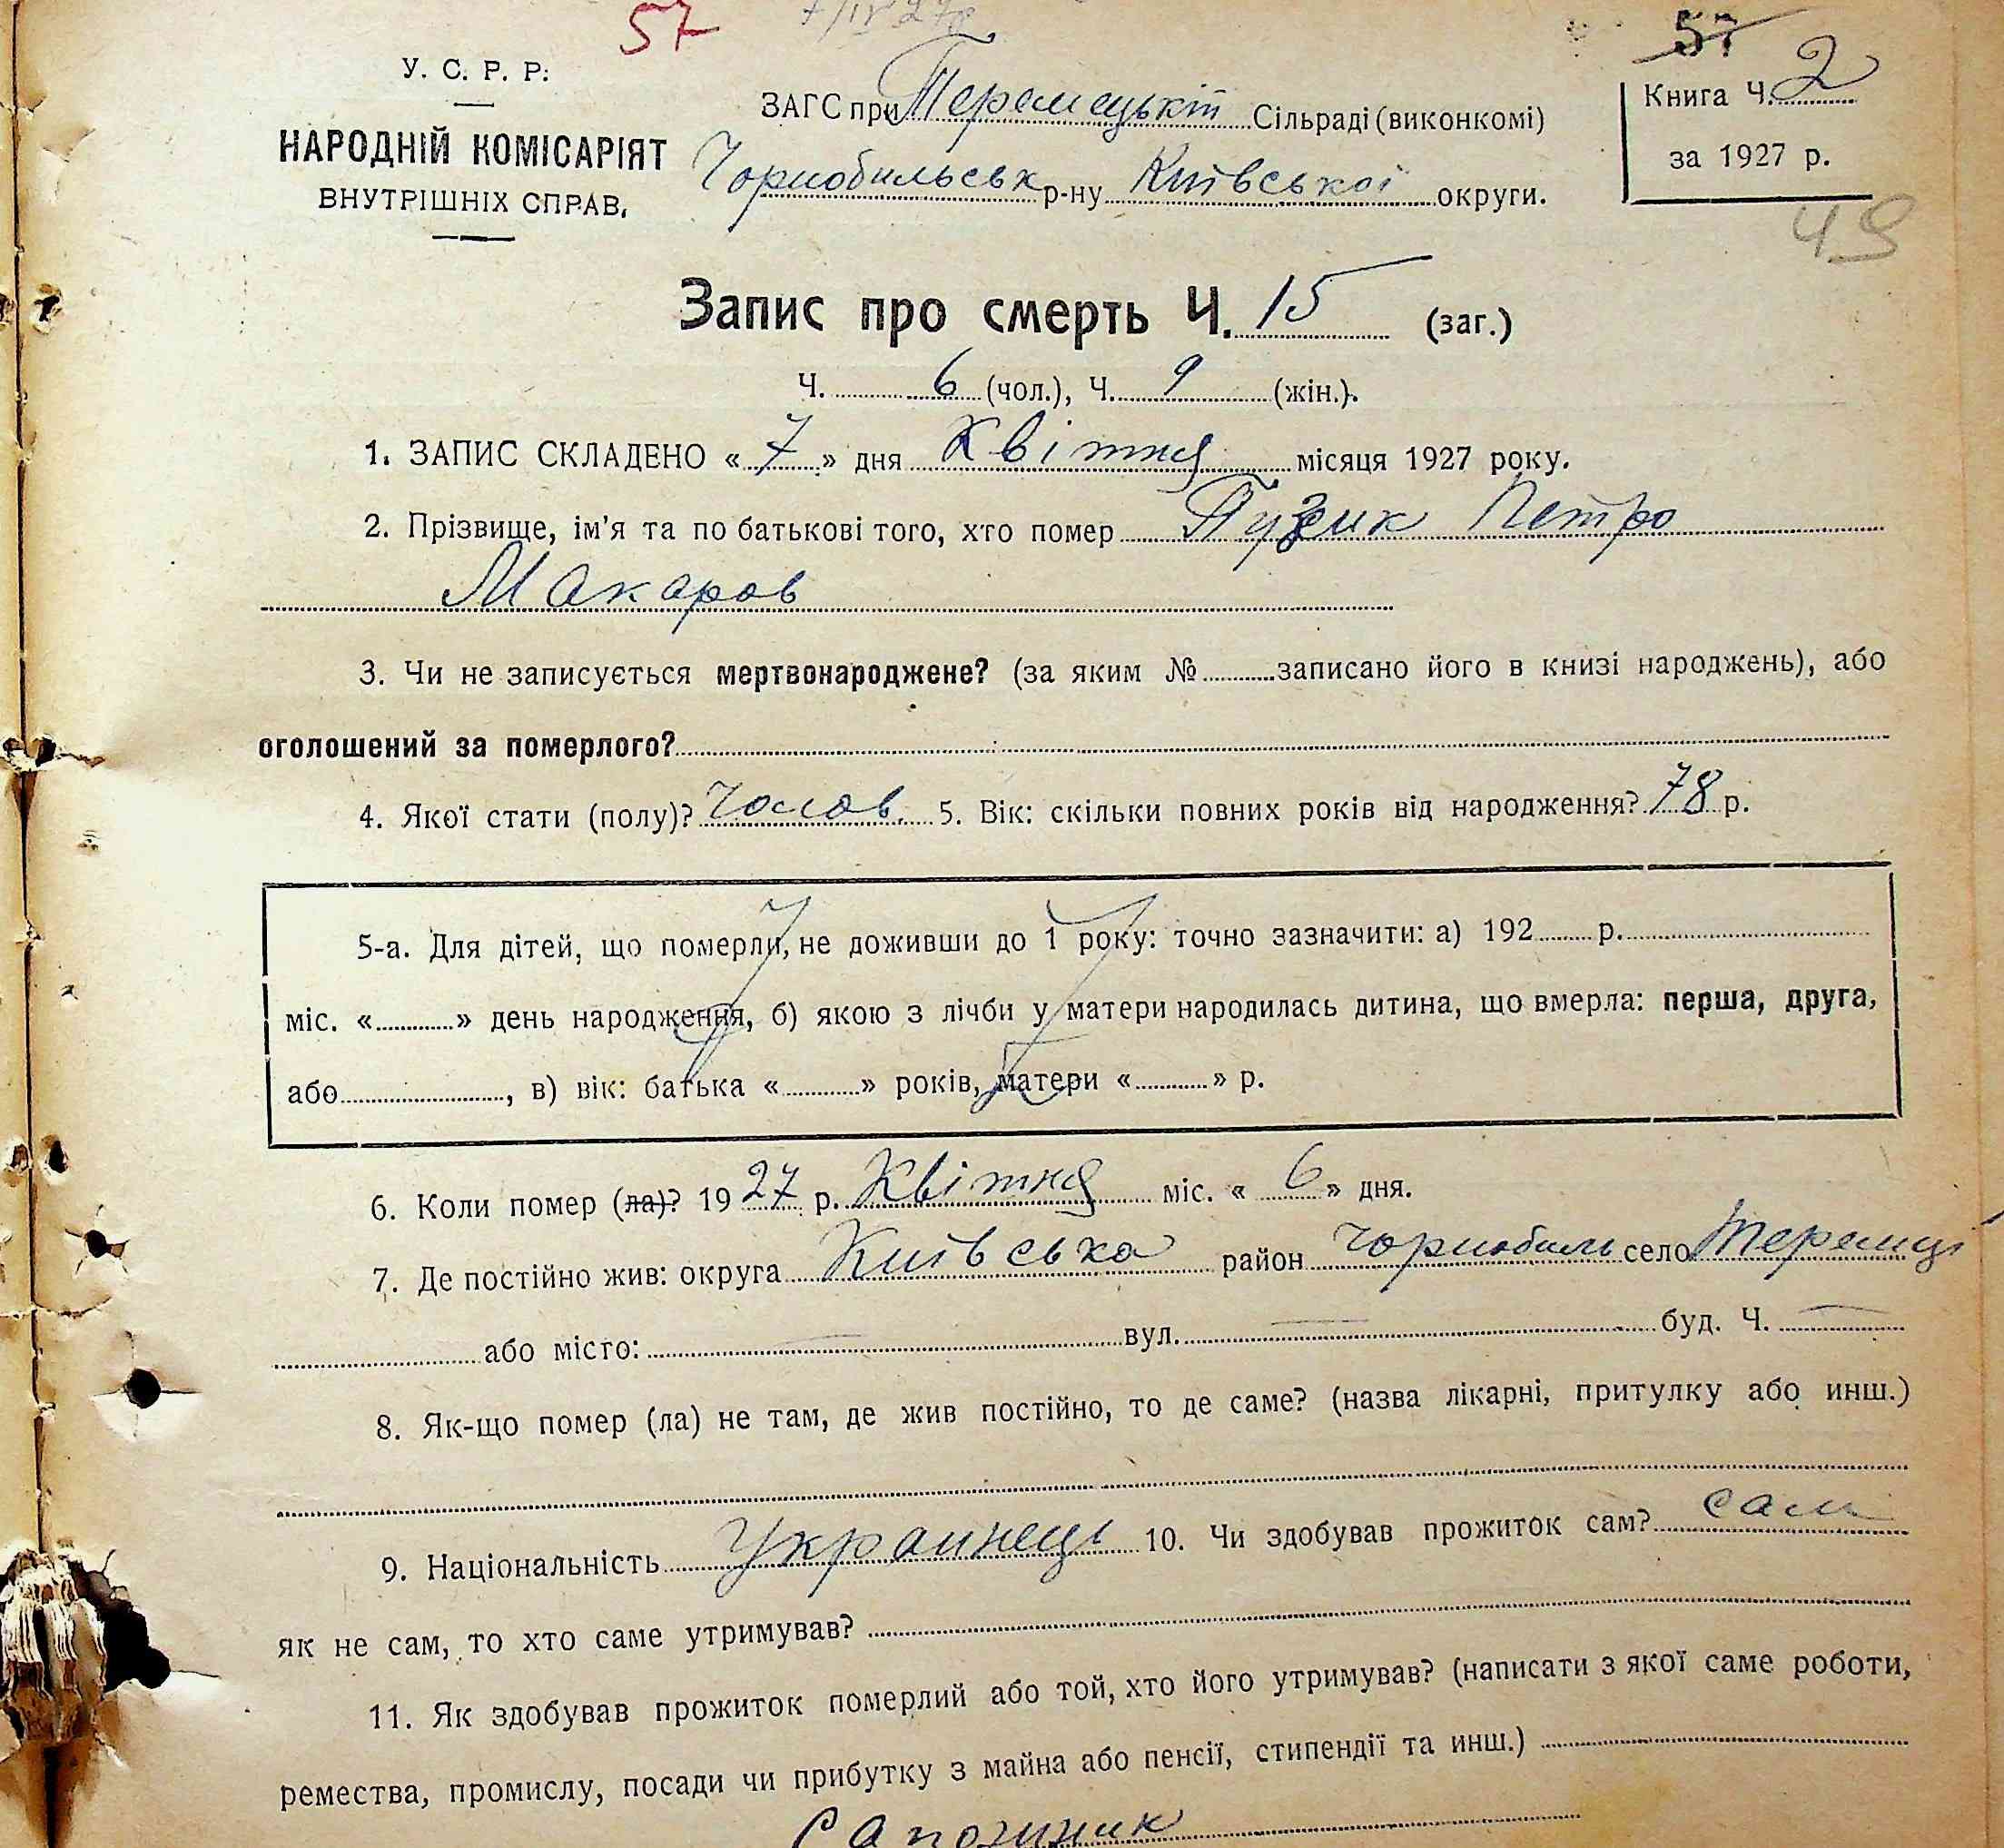 57
57
У. С. Р. Р.
ЗАГС при Теремецькій Сільраді (виконкомі)
Книга Ч. 2
НАРОДНІЙ КОМІСАРІЯТ
Чорнобильськ р-ну Київської округи.
за 1927 р.
ВНУТРІШНІХ СПРАВ.
49
Запис про смерть Ч. 15 (заг.)
Ч. 6 (чол.), Ч. 9 (жін.).
1. ЗАПИС СКЛАДЕНО « 7 » дня Квітня місяця 1927 року.
2. Прізвище, ім'я та по батькові того, хто помер Пузик Петро
Макаров
3. Чи не записується мертвонароджене? (за яким № записано його в книзі народжень), або
оголошений за померлого?
4. Якої стати (полу)? Чолов. 5. Вік: скільки повних років від народження? 78 р.
5-а. Для дітей, що померли, не доживши до 1 року: точно зазначити: а) 192 р.
міс. « » день народження, б) якою з лічби у матери народилась дитина, що вмерла: перша, друга,
або , в) вік: батька « » років, матери « » р.
6. Коли помер (ла)? 19 27 р. Квітня міс. « 6 » дня.
7. Де постійно жив: округа Київська район Чорнобиль село Теремці
або місто: — вул. — буд. Ч. —
8. Як-що помер (ла) не там, де жив постійно, то де саме? (назва лікарні, притулку або инш.)
9. Національність Украинець 10. Чи здобував прожиток сам? сам
як не сам, то хто саме утримував?
11. Як здобував прожиток померлий або той, хто його утримував? (написати з якої саме роботи,
ремества, промислу, посади чи прибутку з майна або пенсії, стипендії та инш.)
Сапожник